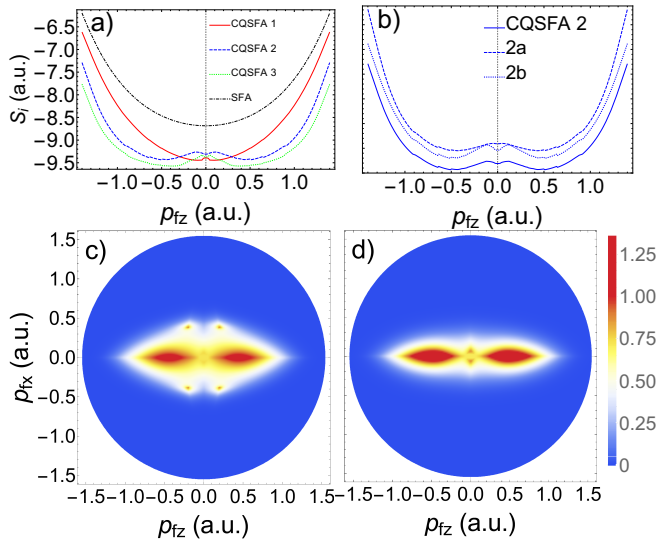 a)
CQSFA 1
CQSFA 2
CQSFA 3
SFA
S_i (a.u.)
-6.5
-7.0
-7.5
-8.0
-8.5
-9.0
-9.5
-1.0 -0.5 0.0 0.5 1.0
p_fz (a.u.)
b)
CQSFA 2
2a
2b
-1.0 -0.5 0.0 0.5 1.0
p_fz (a.u.)
c)
p_fx (a.u.)
1.5
1.0
0.5
0.0
-0.5
-1.0
-1.5
-1.5 -1.0 -0.5 0.0 0.5 1.0 1.5
p_fz (a.u.)
d)
-1.5 -1.0 -0.5 0.0 0.5 1.0 1.5
p_fz (a.u.)
1.25
1.00
0.75
0.50
0.25
0